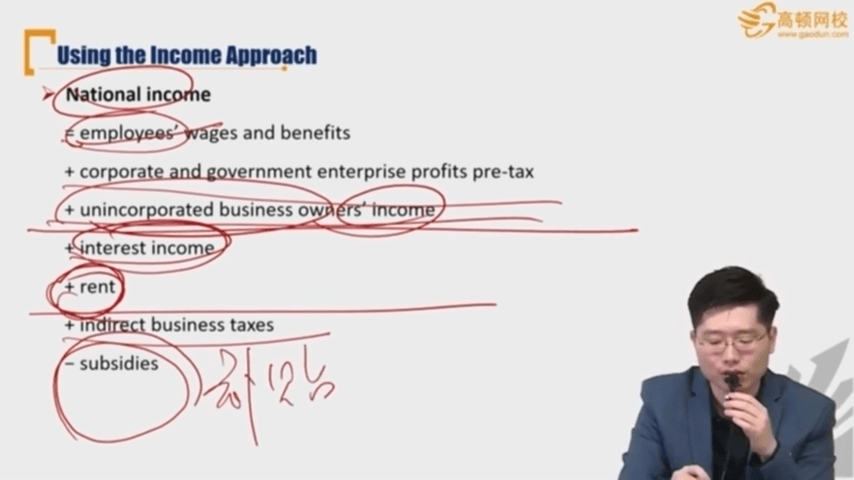 高顿网校
www.gaodun.com
Using the Income Approach
National income
= employees' wages and benefits
+ corporate and government enterprise profits pre-tax
+ unincorporated business owners' income
+ interest income
+ rent
+ indirect business taxes
− subsidies